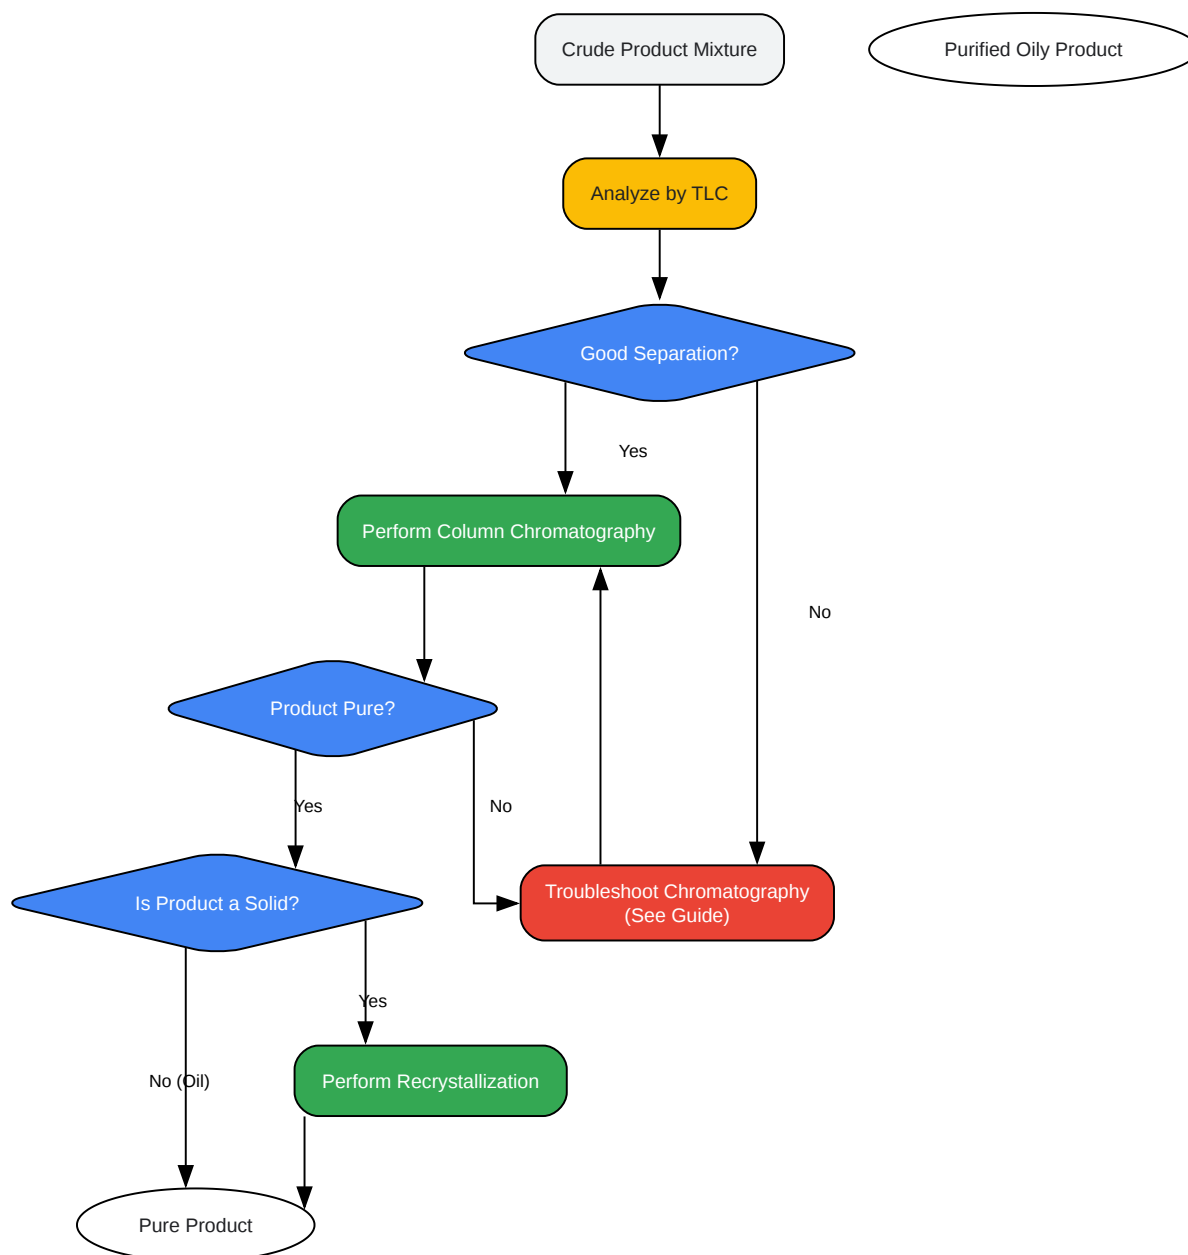 Crude Product Mixture
Purified Oily Product
Analyze by TLC
Good Separation?
Yes
Perform Column Chromatography
No
Product Pure?
Yes
No
Troubleshoot Chromatography
(See Guide)
Is Product a Solid?
Yes
No (Oil)
Perform Recrystallization
Pure Product